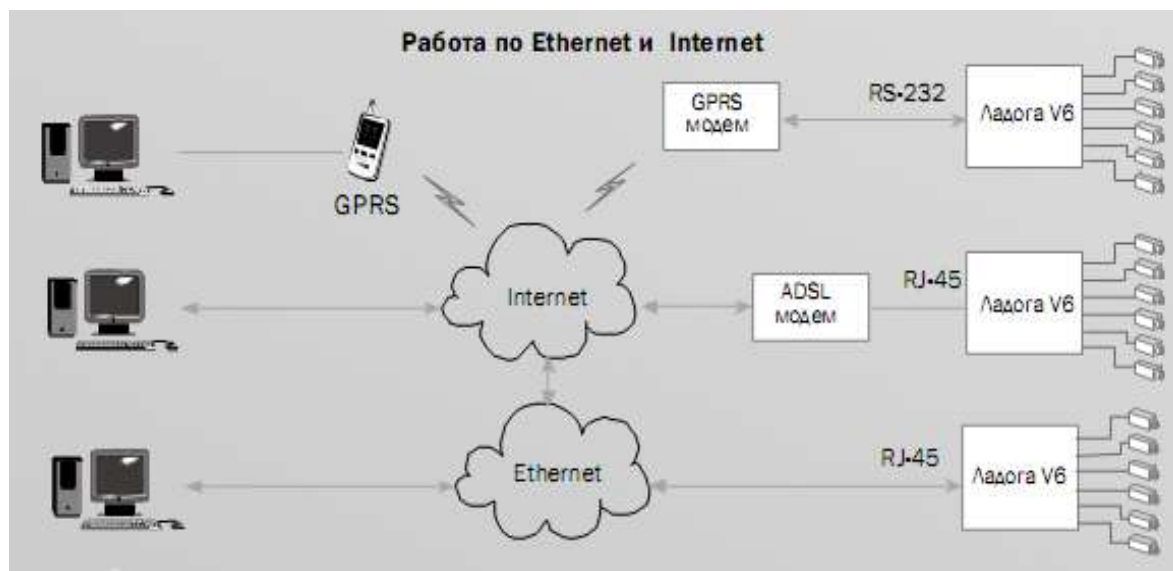 Работа по Ethernet и Internet
GPRS
модем
RS-232
Ладога V6
GPRS
Internet
ADSL
модем
RJ-45
Ладога V6
Ethernet
RJ-45
Ладога V6